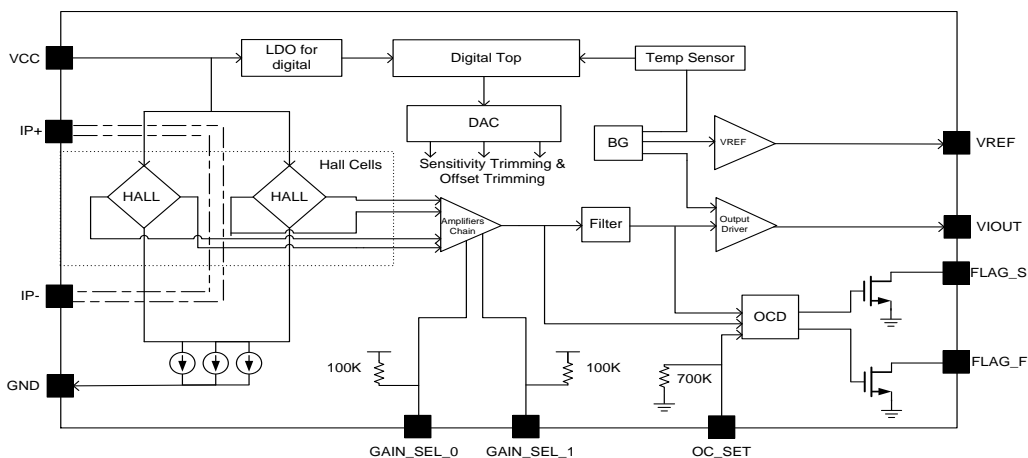 VCC
LDO for
digital
Digital Top
Temp Sensor
IP+
DAC
BG
VREF
VREF
Hall Cells
Sensitivity Trimming &
Offset Trimming
HALL
HALL
Amplifiers
Chain
Filter
Output
Driver
VIOUT
FLAG_S
IP-
OCD
GND
100K
100K
700K
FLAG_F
GAIN_SEL_0
GAIN_SEL_1
OC_SET